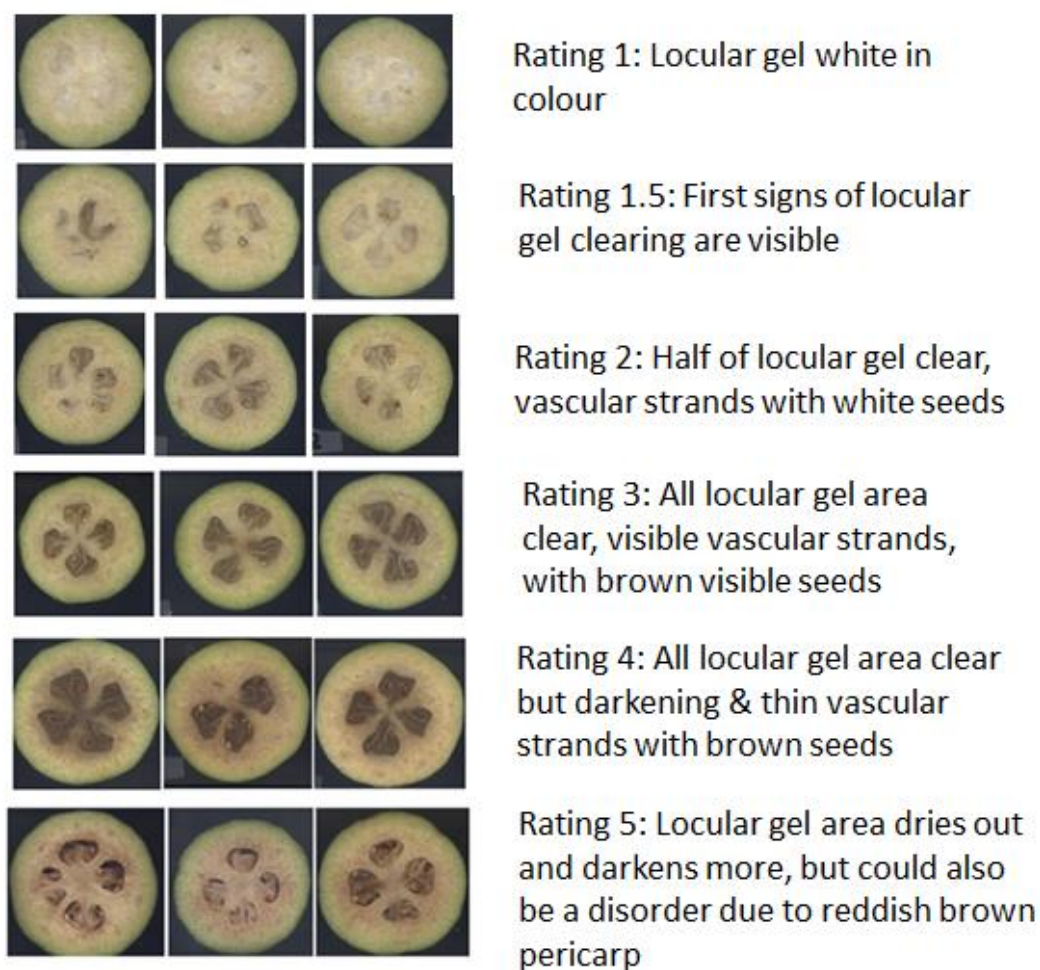 Rating 1: Locular gel white in
colour
Rating 1.5: First signs of locular
gel clearing are visible
Rating 2: Half of locular gel clear,
vascular strands with white seeds
Rating 3: All locular gel area
clear, visible vascular strands,
with brown visible seeds
Rating 4: All locular gel area clear
but darkening & thin vascular
strands with brown seeds
Rating 5: Locular gel area dries out
and darkens more, but could also
be a disorder due to reddish brown
pericarp